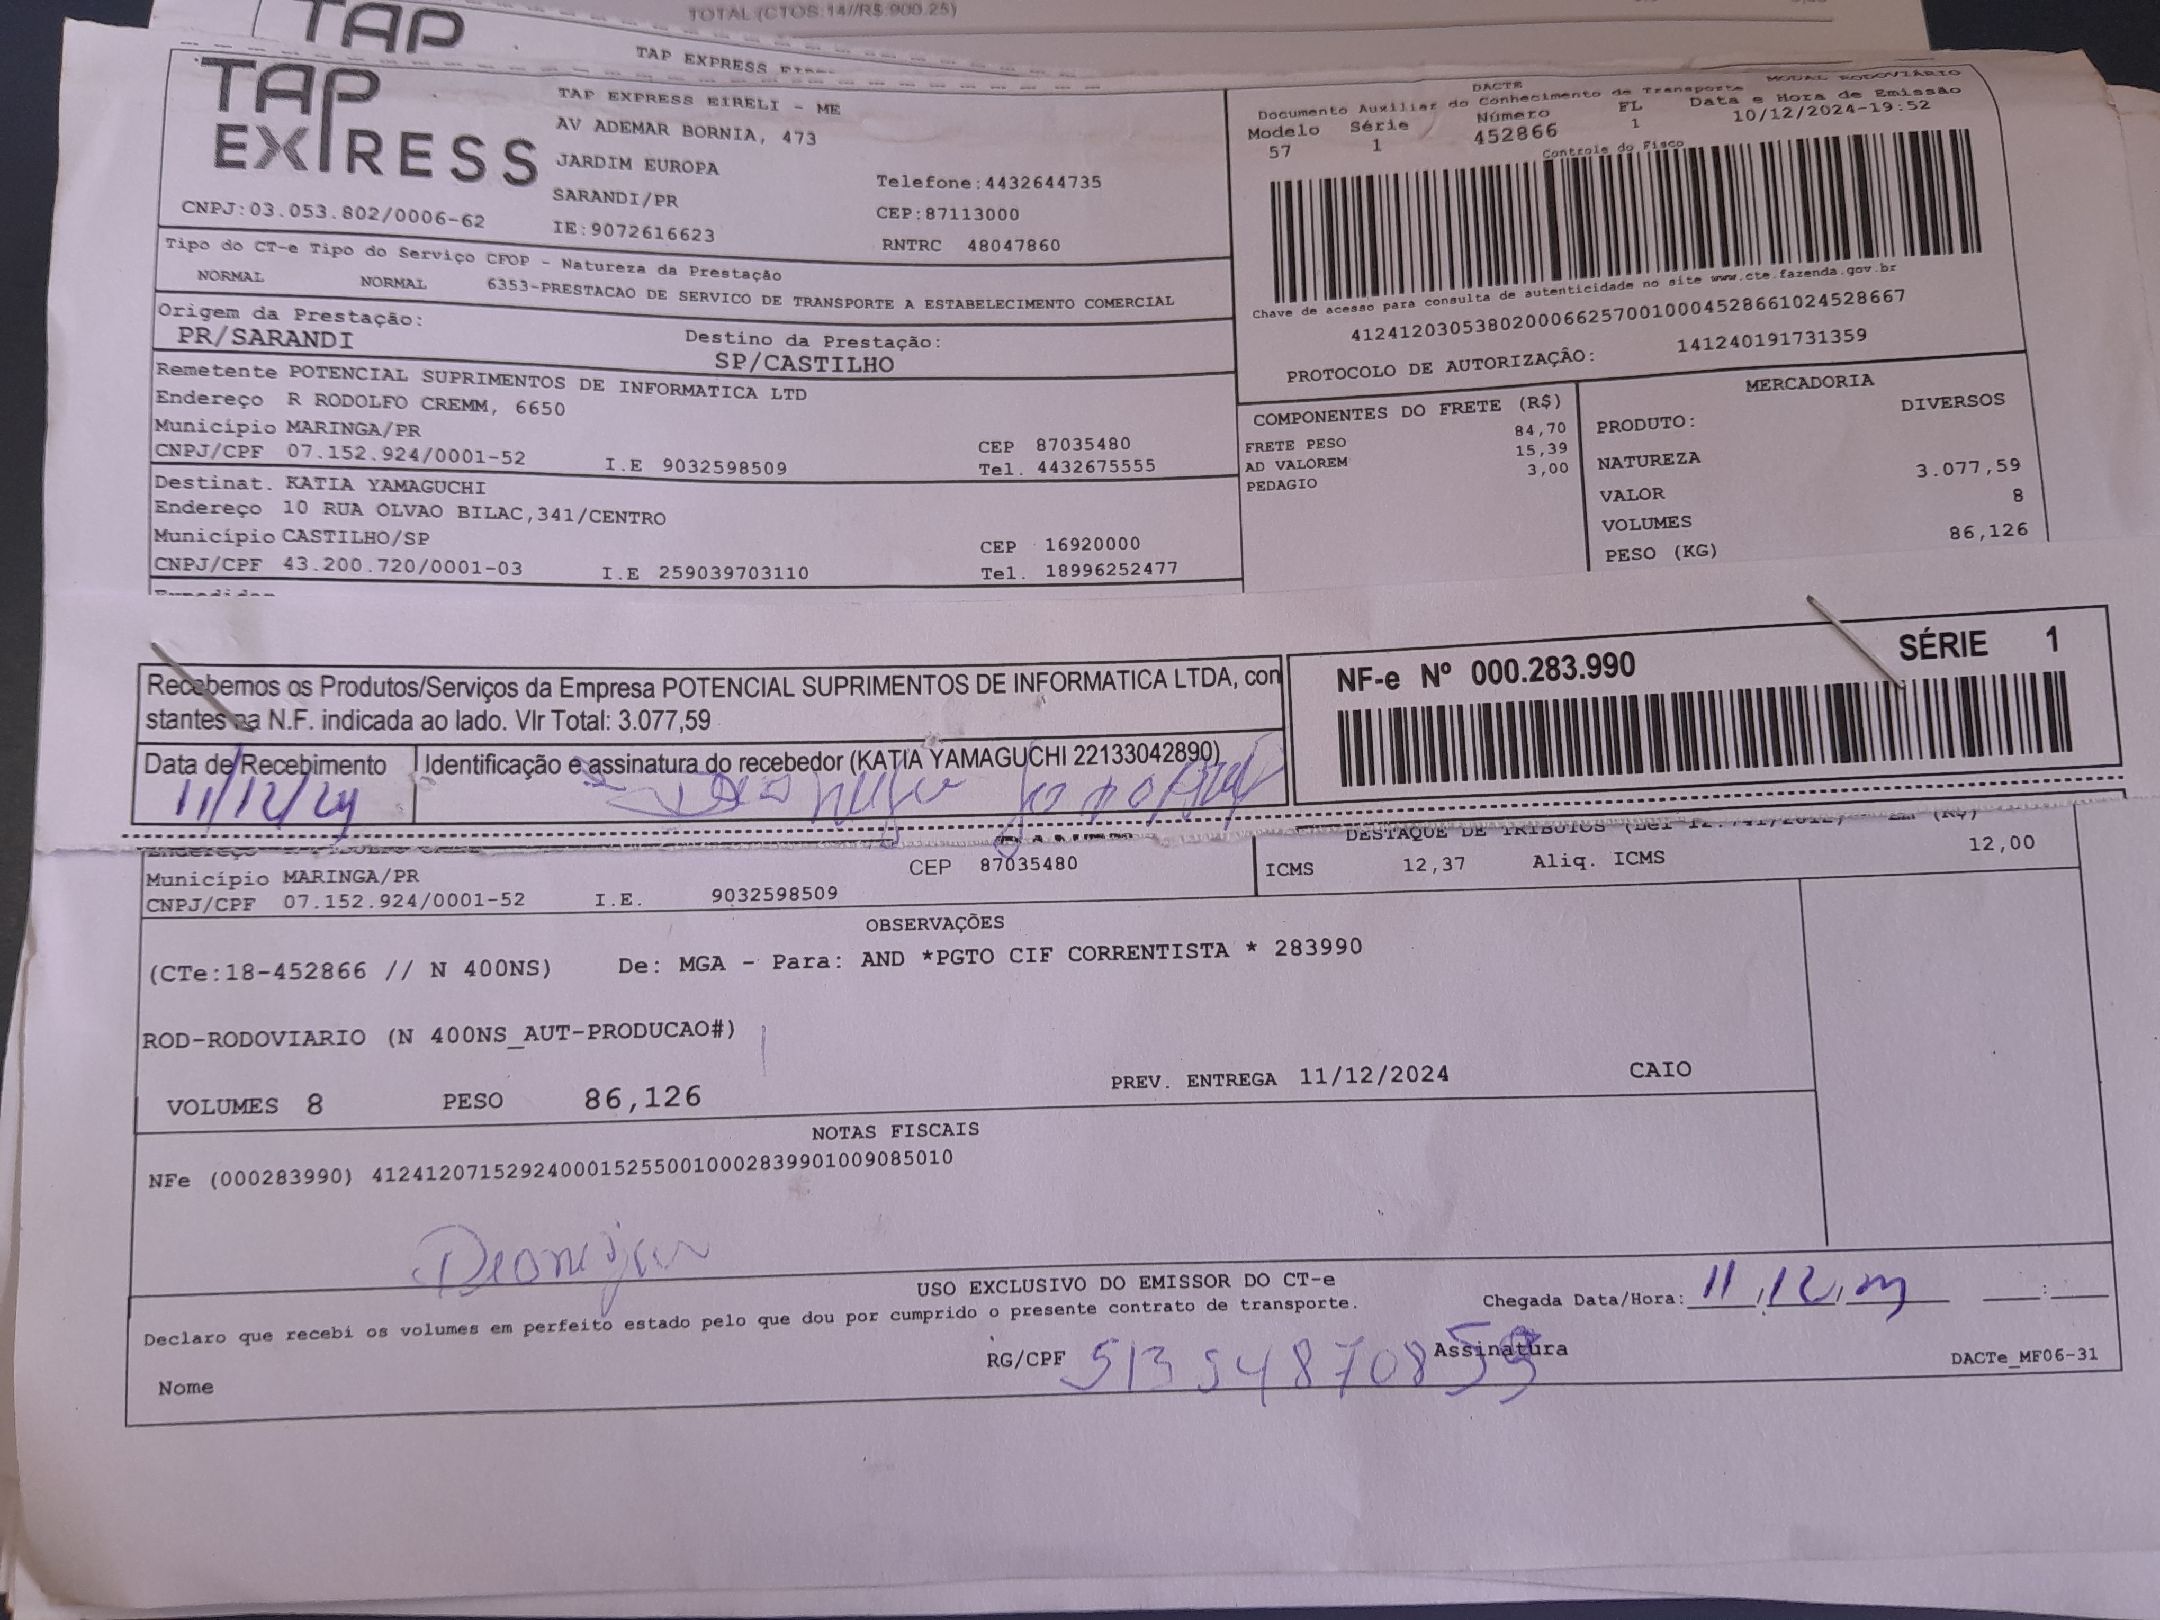 TOTAL (CTOS:14//R$:900.25)
TAP
TAP EXPRESS
TAP EXPRESS
CNPJ:03.053.802/0006-62
TAP EXPRESS EIRELI - ME
AV ADEMAR BORNIA, 473
JARDIM EUROPA
SARANDI/PR
IE:9072616623
Telefone:4432644735
CEP:87113000
RNTRC 48047860
DACTE MODAL RODOVIÁRIO
Documento Auxiliar do Conhecimento de Transporte
Modelo Série Número FL Data e Hora de Emissão
57 1 452866 1 10/12/2024-19:52
Controle do Fisco
Chave de acesso para consulta de autenticidade no site www.cte.fazenda.gov.br
41241203053802000662570010004528661024528667
PROTOCOLO DE AUTORIZAÇÃO: 141240191731359
Tipo do CT-e Tipo do Serviço CFOP - Natureza da Prestação
NORMAL NORMAL 6353-PRESTACAO DE SERVICO DE TRANSPORTE A ESTABELECIMENTO COMERCIAL
Origem da Prestação: Destino da Prestação:
PR/SARANDI SP/CASTILHO
Remetente POTENCIAL SUPRIMENTOS DE INFORMATICA LTD
Endereço R RODOLFO CREMM, 6650
Município MARINGA/PR CEP 87035480
CNPJ/CPF 07.152.924/0001-52 I.E 9032598509 Tel. 4432675555
Destinat. KATIA YAMAGUCHI
Endereço 10 RUA OLVAO BILAC,341/CENTRO
Município CASTILHO/SP CEP 16920000
CNPJ/CPF 43.200.720/0001-03 I.E 259039703110 Tel. 18996252477
COMPONENTES DO FRETE (R$)
FRETE PESO 84,70
AD VALOREM 15,39
PEDAGIO 3,00
MERCADORIA
PRODUTO: DIVERSOS
NATUREZA
VALOR 3.077,59
VOLUMES 8
PESO (KG) 86,126
Recebemos os Produtos/Serviços da Empresa POTENCIAL SUPRIMENTOS DE INFORMATICA LTDA, con
stantes na N.F. indicada ao lado. Vlr Total: 3.077,59
Data de Recebimento Identificação e assinatura do recebedor (KATIA YAMAGUCHI 22133042890)
11/12/24
NF-e Nº 000.283.990 SÉRIE 1
DESTAQUE DE TRIBUTOS (Lei 12.741/2012) - Em (R$)
ICMS 12,37 Aliq. ICMS 12,00
Município MARINGA/PR CEP 87035480
CNPJ/CPF 07.152.924/0001-52 I.E. 9032598509
OBSERVAÇÕES
(CTe:18-452866 // N 400NS) De: MGA - Para: AND *PGTO CIF CORRENTISTA * 283990
ROD-RODOVIARIO (N 400NS_AUT-PRODUCAO#)
VOLUMES 8 PESO 86,126 PREV. ENTREGA 11/12/2024 CAIO
NOTAS FISCAIS
NFe (000283990) 41241207152924000152550010002839901009085010
USO EXCLUSIVO DO EMISSOR DO CT-e
Declaro que recebi os volumes em perfeito estado pelo que dou por cumprido o presente contrato de transporte.
Chegada Data/Hora: 11/12/24
Nome RG/CPF Assinatura DACTe_MF06-31